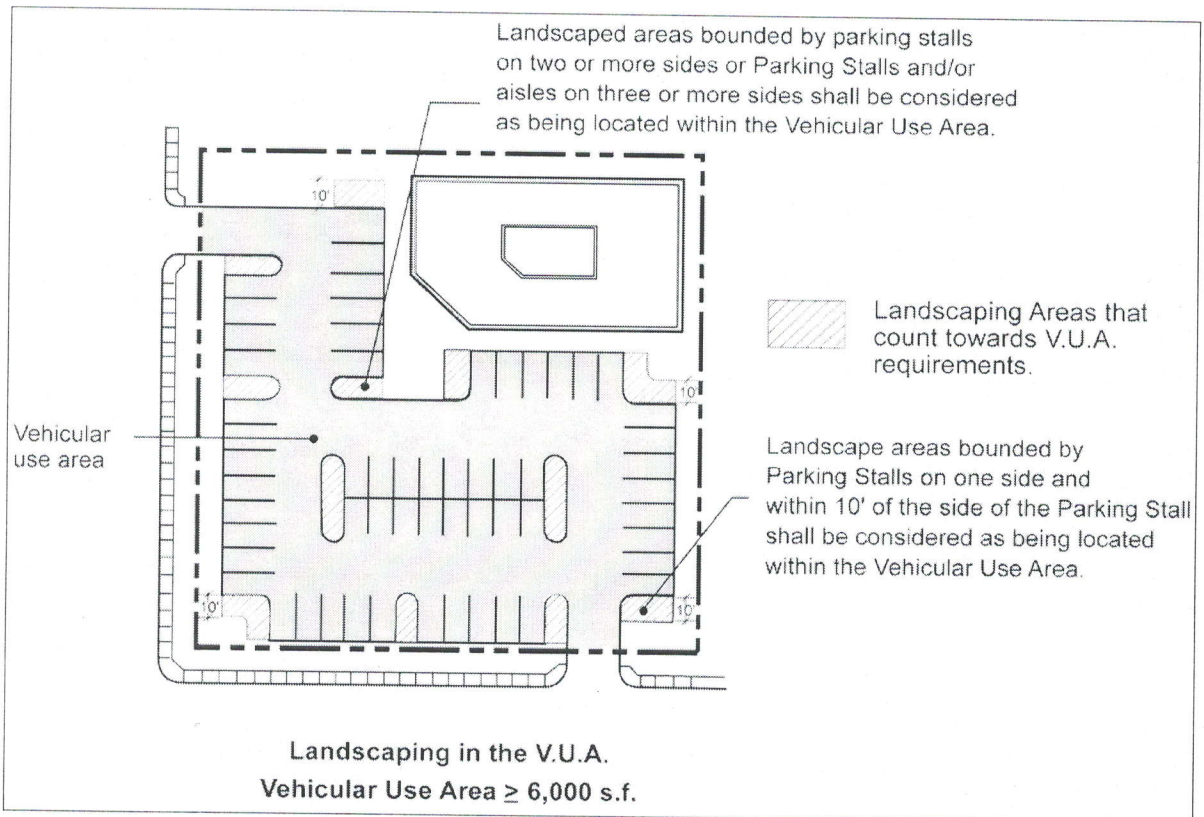 Landscaped areas bounded by parking stalls
on two or more sides or Parking Stalls and/or
aisles on three or more sides shall be considered
as being located within the Vehicular Use Area.
10'
Landscaping Areas that
count towards V.U.A.
requirements.
10'
Vehicular
use area
Landscape areas bounded by
Parking Stalls on one side and
within 10' of the side of the Parking Stall
shall be considered as being located
within the Vehicular Use Area.
10'
10'
Landscaping in the V.U.A.
Vehicular Use Area ≥ 6,000 s.f.